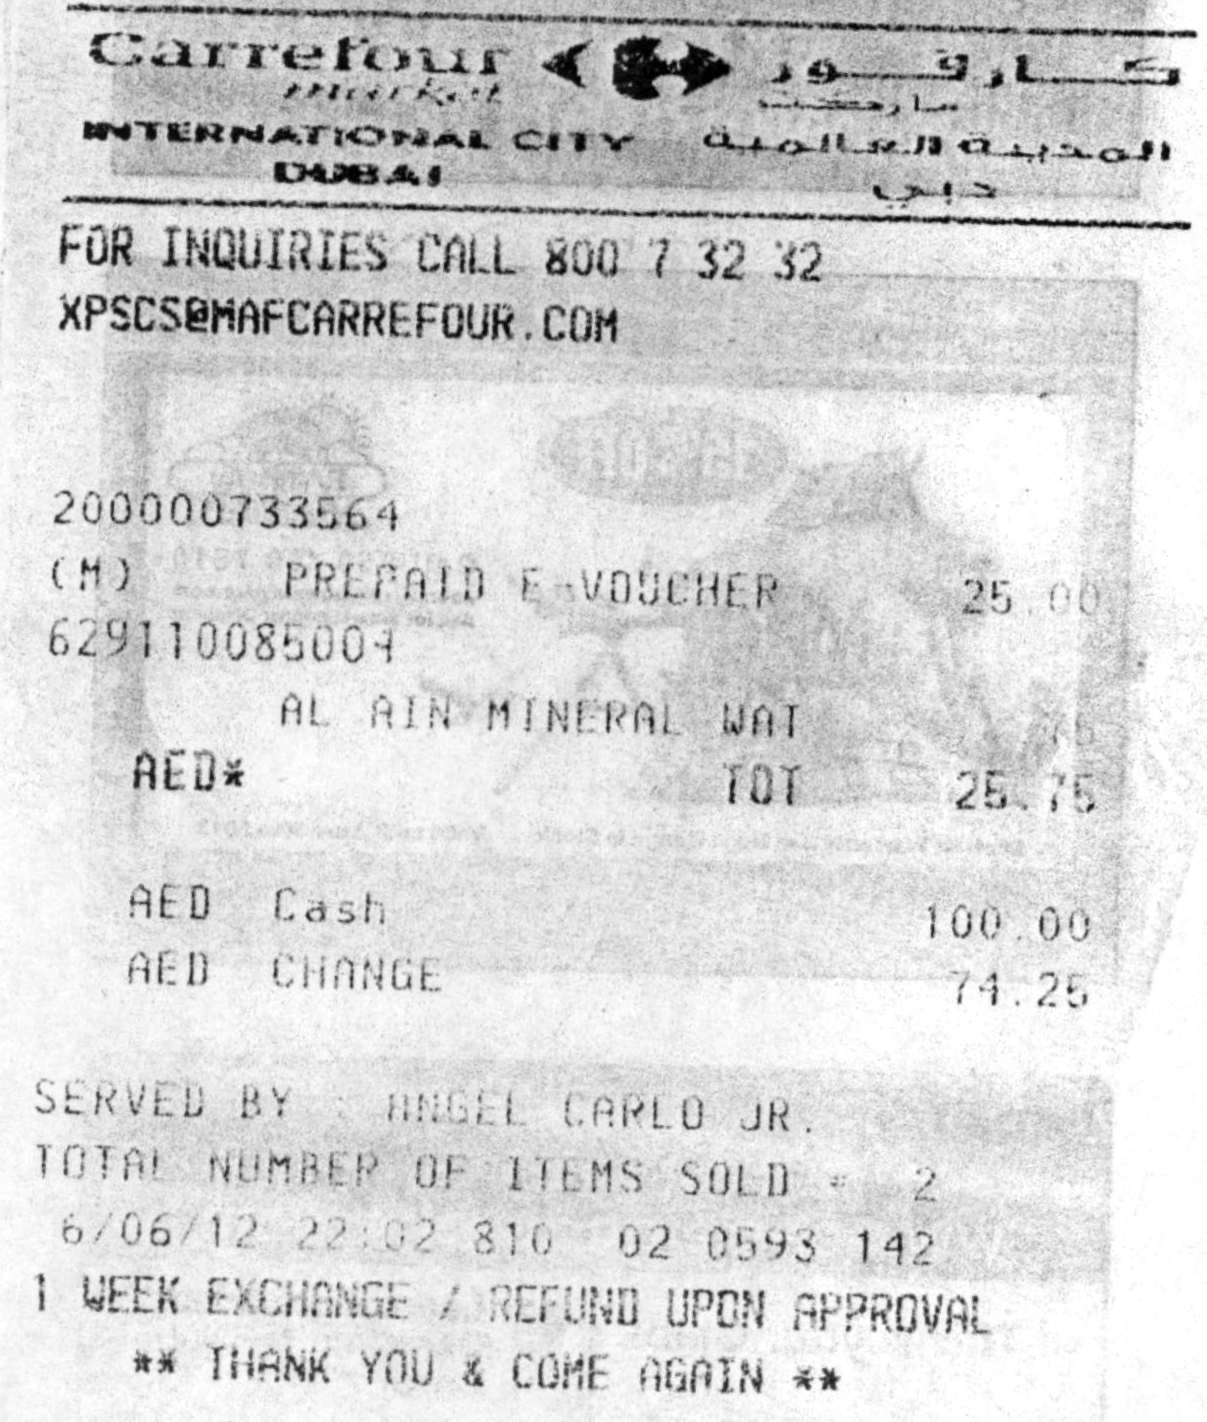 Carrefour كارفور
market ماركت
INTERNATIONAL CITY المدينة العالمية
DUBAI دبي
FOR INQUIRIES CALL 800 7 32 32
XPSCS@MAFCARREFOUR.COM
200000733564
(M) PREPAID E-VOUCHER 25.00
629110085004
AL AIN MINERAL WAT .75
AED* TOT 25.75
AED Cash 100.00
AED CHANGE 74.25
SERVED BY : ANGEL CARLO JR.
TOTAL NUMBER OF ITEMS SOLD = 2
6/06/12 22:02 810 02 0593 142
1 WEEK EXCHANGE / REFUND UPON APPROVAL
** THANK YOU & COME AGAIN **